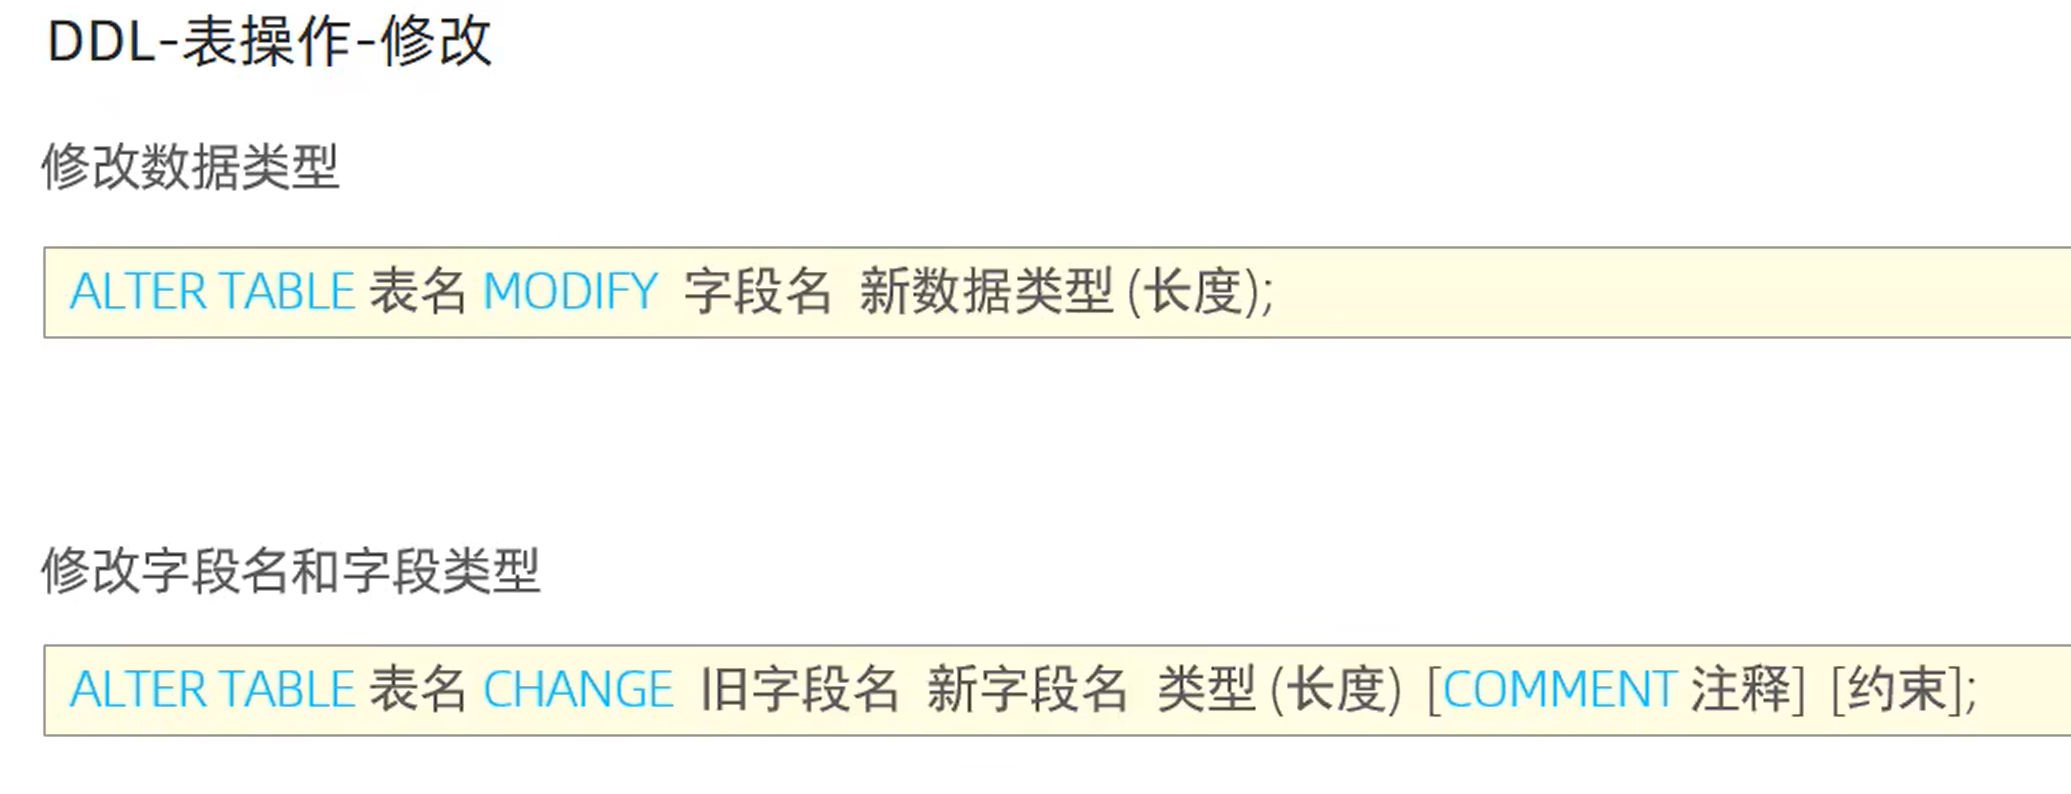 DDL-表操作-修改
修改数据类型
ALTER TABLE 表名 MODIFY 字段名 新数据类型 (长度);
修改字段名和字段类型
ALTER TABLE 表名 CHANGE 旧字段名 新字段名 类型 (长度) [COMMENT 注释] [约束];